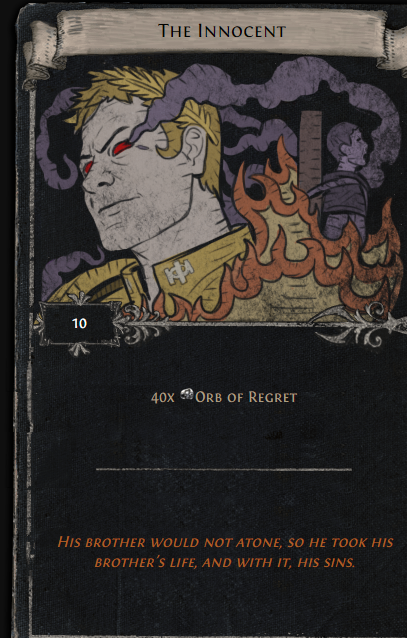 The Innocent
10
40x Orb of Regret
His brother would not atone, so he took his
brother's life, and with it, his sins.